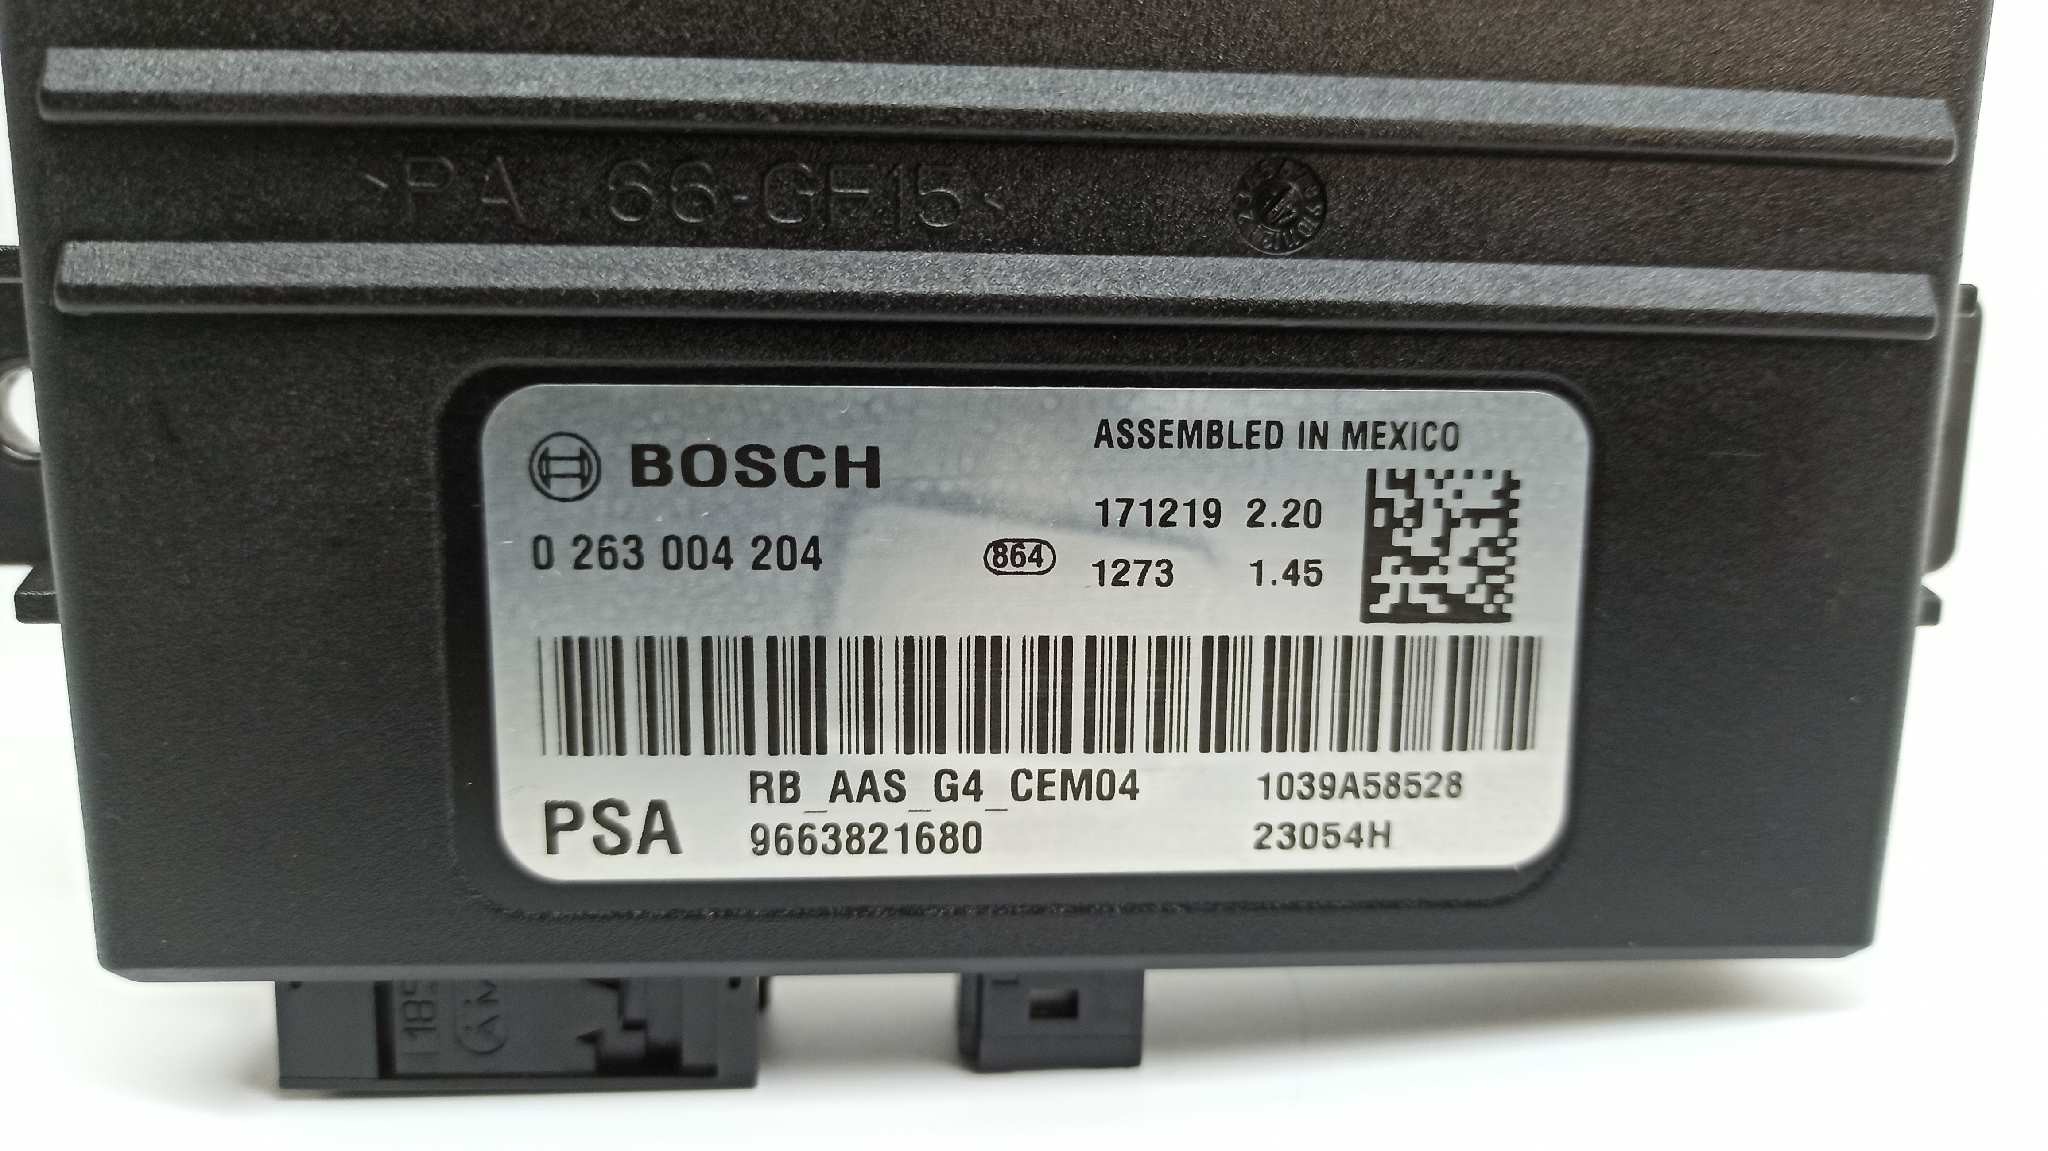 >PA 66-GF15<
BOSCH
ASSEMBLED IN MEXICO
0 263 004 204
864
171219 2.20
1273 1.45
PSA
RB_AAS_G4_CEM04
9663821680
1039A58528
23054H